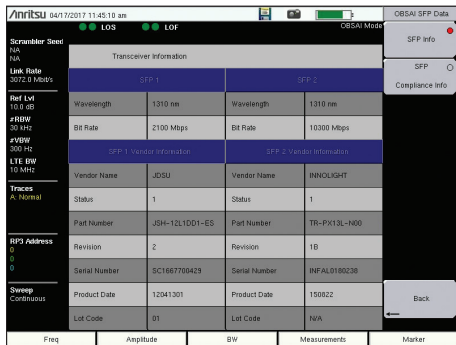 Anritsu 04/17/2017 11:45:10 am
LOS
LOF
OBSAI Mode
OBSAI SFP Data
SFP Info
SFP
Compliance Info
Back
Scrambler Seed
NA
NA
Link Rate
3072.0 Mbit/s
Ref Lvl
10.0 dB
#RBW
30 kHz
#VBW
300 Hz
LTE BW
10 MHz
Traces
A: Normal
RP3 Address
0
0
0
Sweep
Continuous
Transceiver Information
SFP 1 SFP 2
Wavelength 1310 nm Wavelength 1310 nm
Bit Rate 2100 Mbps Bit Rate 10300 Mbps
SFP 1 Vendor Information SFP 2 Vendor Information
Vendor Name JDSU Vendor Name INNOLIGHT
Status 1 Status 1
Part Number JSH-12L1DD1-ES Part Number TR-PX13L-N00
Revision 2 Revision 1B
Serial Number SC1667700429 Serial Number INFAL0180238
Product Date 12041301 Product Date 150822
Lot Code 01 Lot Code N/A
Freq Amplitude BW Measurements Marker